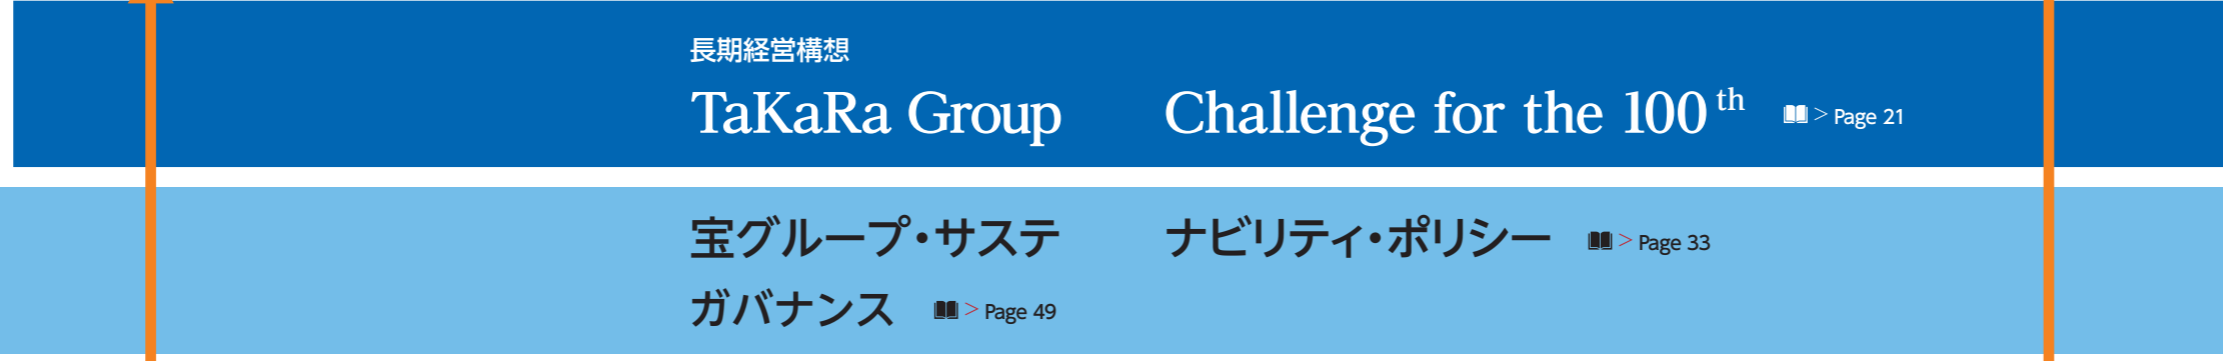 長期経営構想
TaKaRa Group Challenge for the 100th > Page 21
宝グループ・サステナビリティ・ポリシー > Page 33
ガバナンス > Page 49